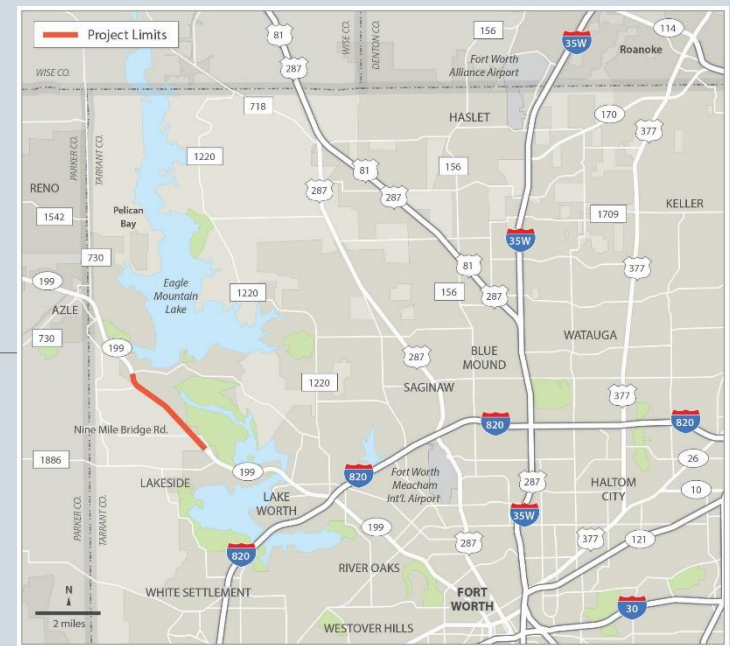 Project Limits
81
287
WISE CO.
DENTON CO.
156
Fort Worth
Alliance Airport
35W
114
Roanoke
WISE CO.
PARKER CO.
TARRANT CO.
718
HASLET
170
377
1220
156
RENO
1542
Pelican
Bay
287
81
287
1709
KELLER
35W
730
199
Eagle
Mountain
Lake
81
287
377
1220
156
AZLE
730
199
287
BLUE
MOUND
WATAUGA
1220
SAGINAW
377
820
820
Nine Mile Bridge Rd.
1886
199
820
Fort Worth
Meacham
Int'l. Airport
26
10
LAKESIDE
LAKE
WORTH
287
HALTOM
CITY
PARKER CO.
TARRANT CO.
35W
199
820
287
377
121
RIVER OAKS
WHITE SETTLEMENT
FORT
WORTH
30
N
2 miles
WESTOVER HILLS